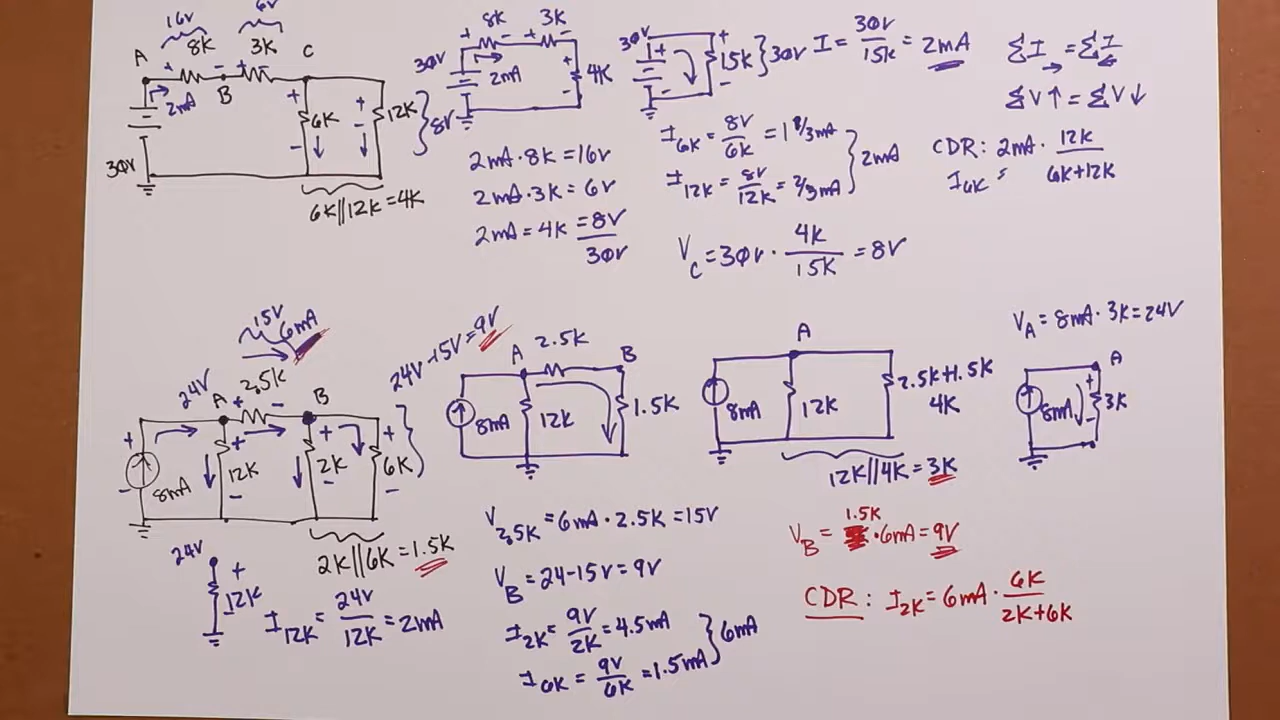 16V
6V
A
8K
3K
C
2mA
B
6K
12K
8V
30V
6K||12K=4K
30V
8K
3K
2mA
4K
2mA·8K=16V
2mA·3K=6V
2mA=4K=8V
30V
30V
15K
30V
I = 30V/15K = 2mA
I6K = 8V/6K = 1 1/3mA
I12K = 8V/12K = 2/3mA
2mA
VC = 30V · 4K/15K = 8V
ΣI→ = ΣI←
ΣV↑ = ΣV↓
CDR: 2mA · 12K/6K+12K
I6K =
15V
6mA
24V
2.5K
A
B
12K
2K
6K
8mA
24V-15V=9V
2K||6K=1.5K
24V
12K
I12K = 24V/12K = 2mA
A
2.5K
B
8mA
12K
1.5K
V2.5K = 6mA · 2.5K = 15V
VB = 24-15V = 9V
I2K = 9V/2K = 4.5mA
I6K = 9V/6K = 1.5mA
6mA
A
8mA
12K
2.5K+1.5K
4K
12K||4K=3K
VA = 8mA · 3K = 24V
A
8mA
3K
1.5K
VB = ·6mA = 9V
CDR: I2K = 6mA · 6K/2K+6K